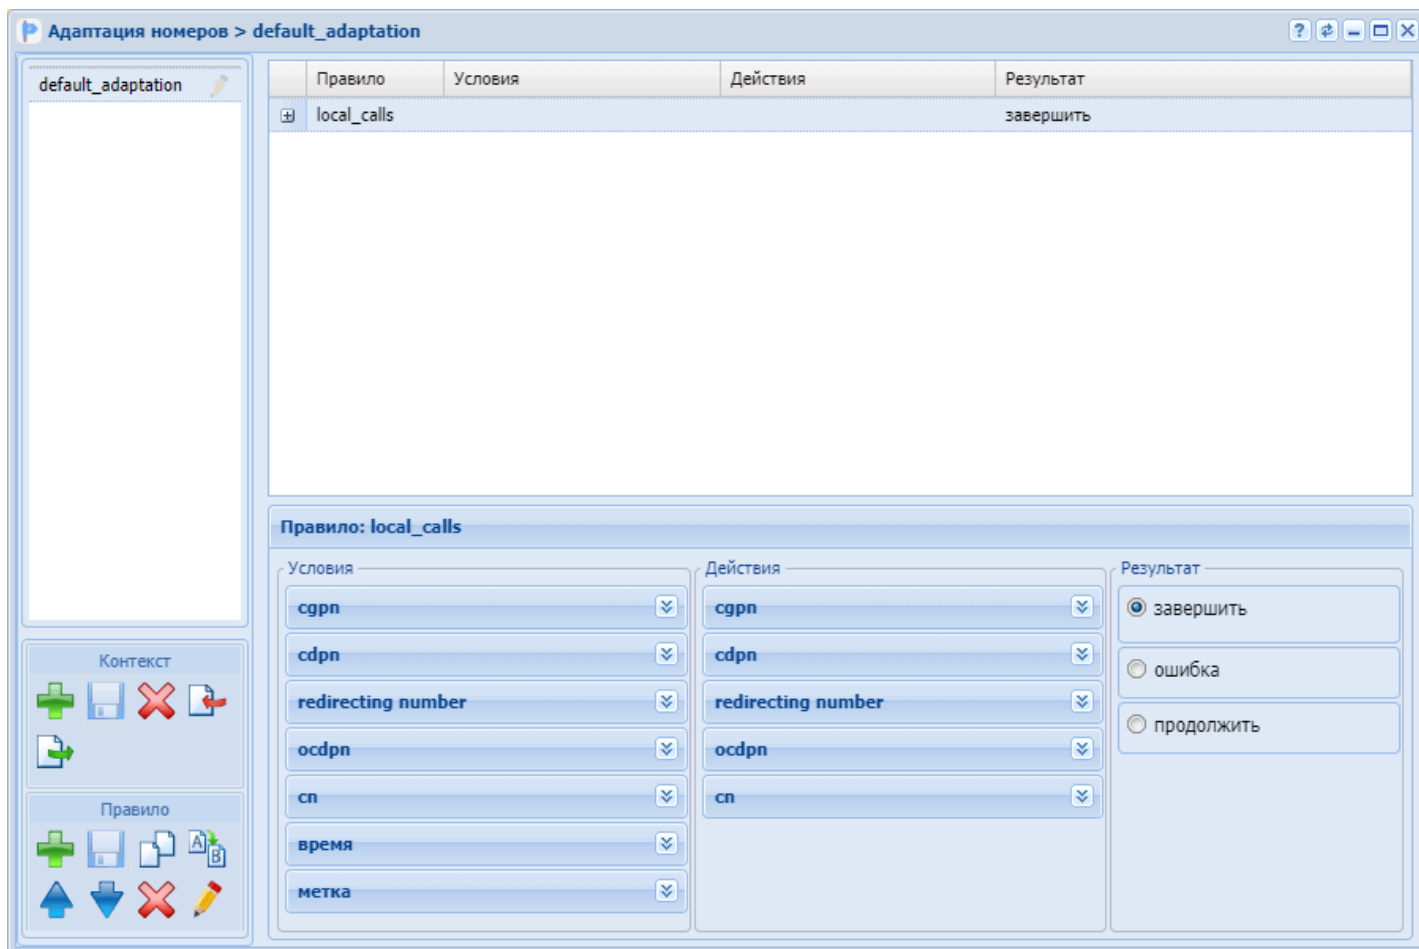 Адаптация номеров > default_adaptation
default_adaptation
Правило Условия Действия Результат
local_calls завершить
Правило: local_calls
Условия Действия Результат
cgpn cgpn завершить
cdpn cdpn ошибка
redirecting number redirecting number продолжить
ocdpn ocdpn
cn cn
время
метка
Контекст
Правило
A B